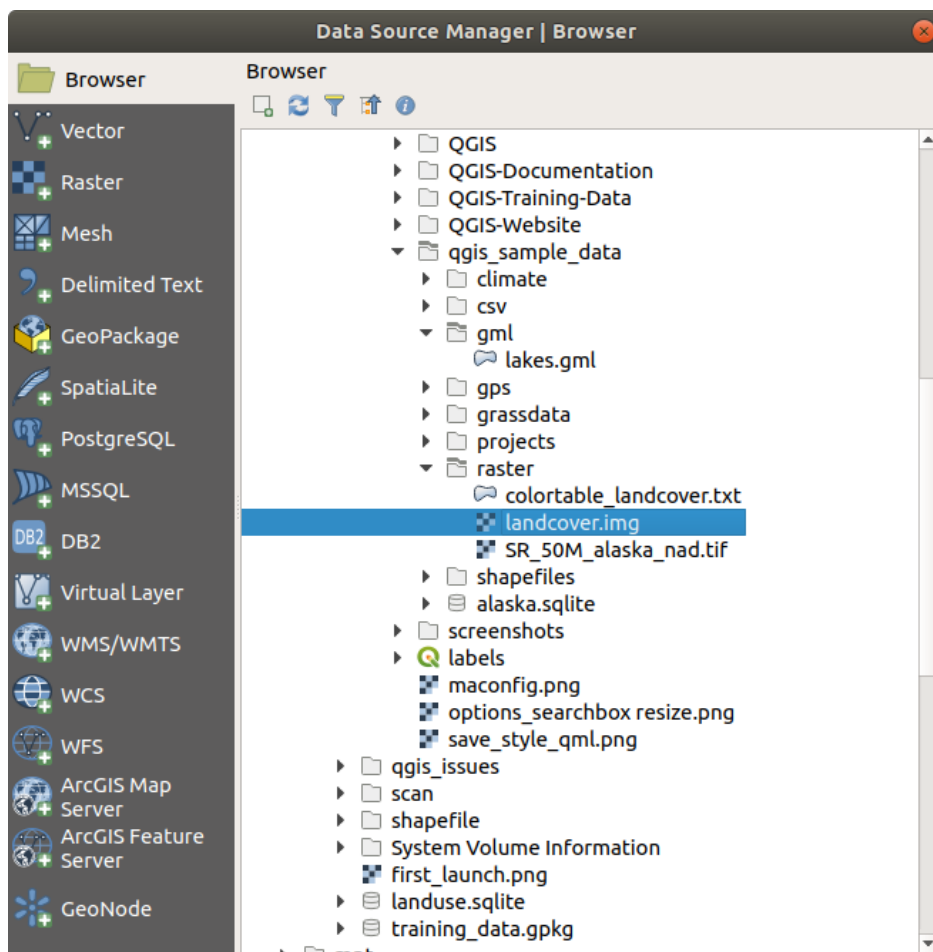 Data Source Manager | Browser
Browser
Vector
Raster
Mesh
Delimited Text
GeoPackage
SpatiaLite
PostgreSQL
MSSQL
DB2
DB2
Virtual Layer
WMS/WMTS
WCS
WFS
ArcGIS Map
Server
ArcGIS Feature
Server
GeoNode
Browser
QGIS
QGIS-Documentation
QGIS-Training-Data
QGIS-Website
qgis_sample_data
climate
csv
gml
lakes.gml
gps
grassdata
projects
raster
colortable_landcover.txt
landcover.img
SR_50M_alaska_nad.tif
shapefiles
alaska.sqlite
screenshots
labels
maconfig.png
options_searchbox resize.png
save_style_qml.png
qgis_issues
scan
shapefile
System Volume Information
first_launch.png
landuse.sqlite
training_data.gpkg